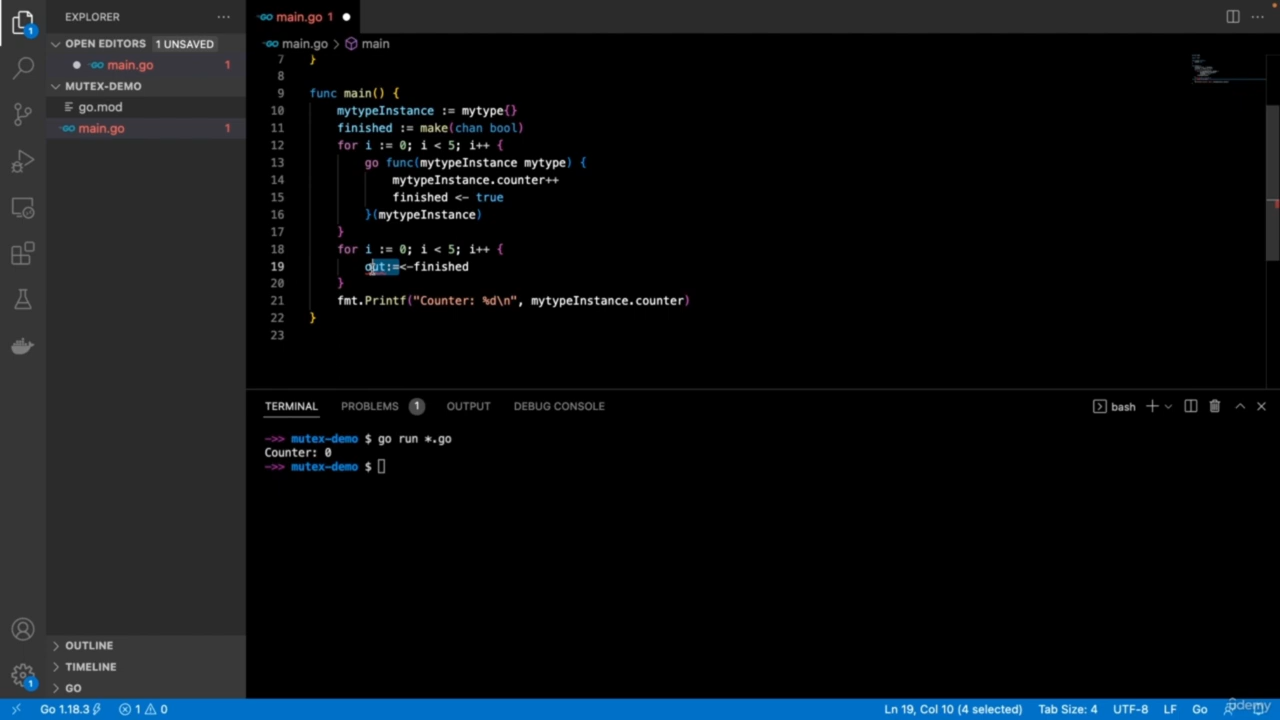 EXPLORER
main.go 1
OPEN EDITORS
1 UNSAVED
main.go > main
main.go
1
MUTEX-DEMO
go.mod
main.go
1
7 }
8
9 func main() {
10 mytypeInstance := mytype{}
11 finished := make(chan bool)
12 for i := 0; i < 5; i++ {
13 go func(mytypeInstance mytype) {
14 mytypeInstance.counter++
15 finished <- true
16 }(mytypeInstance)
17 }
18 for i := 0; i < 5; i++ {
19 out:=<-finished
20 }
21 fmt.Printf("Counter: %d\n", mytypeInstance.counter)
22 }
23
TERMINAL
PROBLEMS 1
OUTPUT
DEBUG CONSOLE
bash
->> mutex-demo $ go run *.go
Counter: 0
->> mutex-demo $
OUTLINE
TIMELINE
GO
1
1
Go 1.18.3
1
0
Ln 19, Col 10 (4 selected)
Tab Size: 4
UTF-8
LF
Go
ûdemy